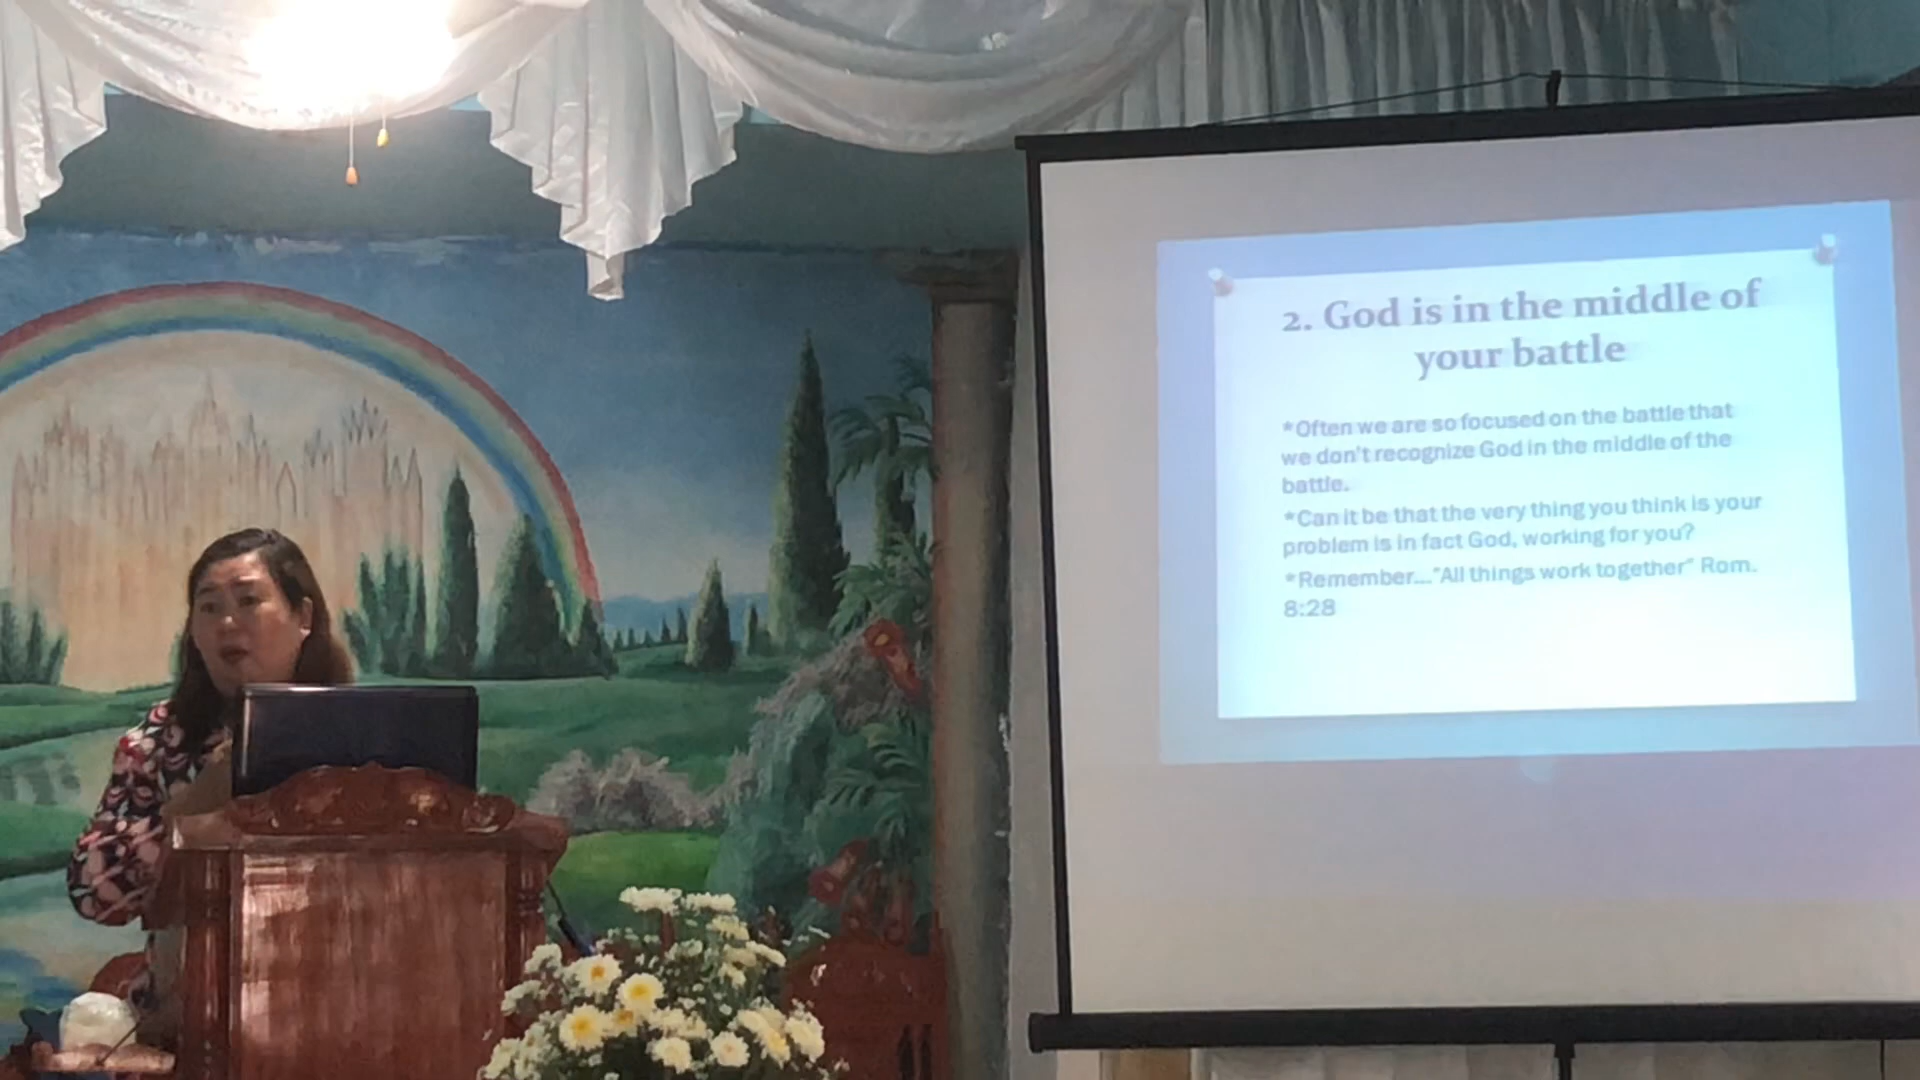 2. God is in the middle of
your battle
*Often we are so focused on the battle that
we don't recognize God in the middle of the
battle.
*Can it be that the very thing you think is your
problem is in fact God, working for you?
*Remember..."All things work together" Rom.
8:28